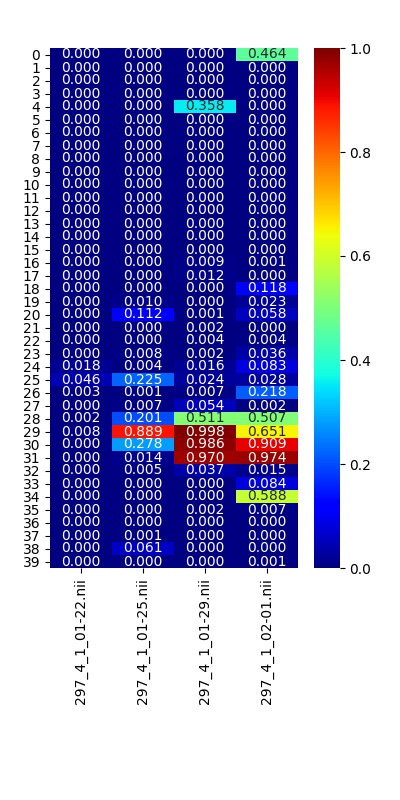 0 0.000 0.000 0.000 0.464
1 0.000 0.000 0.000 0.000
2 0.000 0.000 0.000 0.000
3 0.000 0.000 0.000 0.000
4 0.000 0.000 0.358 0.000
5 0.000 0.000 0.000 0.000
6 0.000 0.000 0.000 0.000
7 0.000 0.000 0.000 0.000
8 0.000 0.000 0.000 0.000
9 0.000 0.000 0.000 0.000
10 0.000 0.000 0.000 0.000
11 0.000 0.000 0.000 0.000
12 0.000 0.000 0.000 0.000
13 0.000 0.000 0.000 0.000
14 0.000 0.000 0.000 0.000
15 0.000 0.000 0.000 0.000
16 0.000 0.000 0.009 0.001
17 0.000 0.000 0.012 0.000
18 0.000 0.000 0.000 0.118
19 0.000 0.010 0.000 0.023
20 0.000 0.112 0.001 0.058
21 0.000 0.000 0.002 0.000
22 0.000 0.000 0.004 0.004
23 0.000 0.008 0.002 0.036
24 0.018 0.004 0.016 0.083
25 0.046 0.225 0.024 0.028
26 0.003 0.001 0.007 0.218
27 0.000 0.007 0.054 0.002
28 0.002 0.201 0.511 0.507
29 0.008 0.889 0.998 0.651
30 0.000 0.278 0.986 0.909
31 0.000 0.014 0.970 0.974
32 0.000 0.005 0.037 0.015
33 0.000 0.000 0.000 0.084
34 0.000 0.000 0.000 0.588
35 0.000 0.000 0.002 0.007
36 0.000 0.000 0.000 0.000
37 0.000 0.001 0.000 0.000
38 0.000 0.061 0.000 0.000
39 0.000 0.000 0.000 0.001
297_4_1_01-22.nii
297_4_1_01-25.nii
297_4_1_01-29.nii
297_4_1_02-01.nii
1.0
0.8
0.6
0.4
0.2
0.0